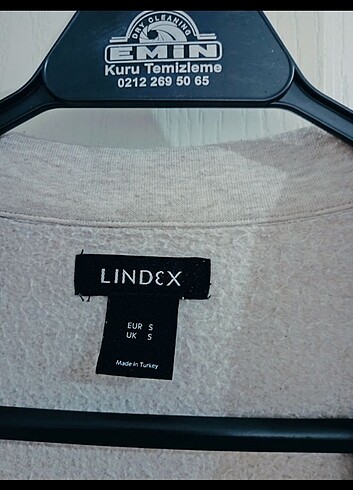 DRY CLEANING
EMIN
Kuru Temizleme
0212 269 50 65
LINDEX
EUR S
UK S
Made in Turkey